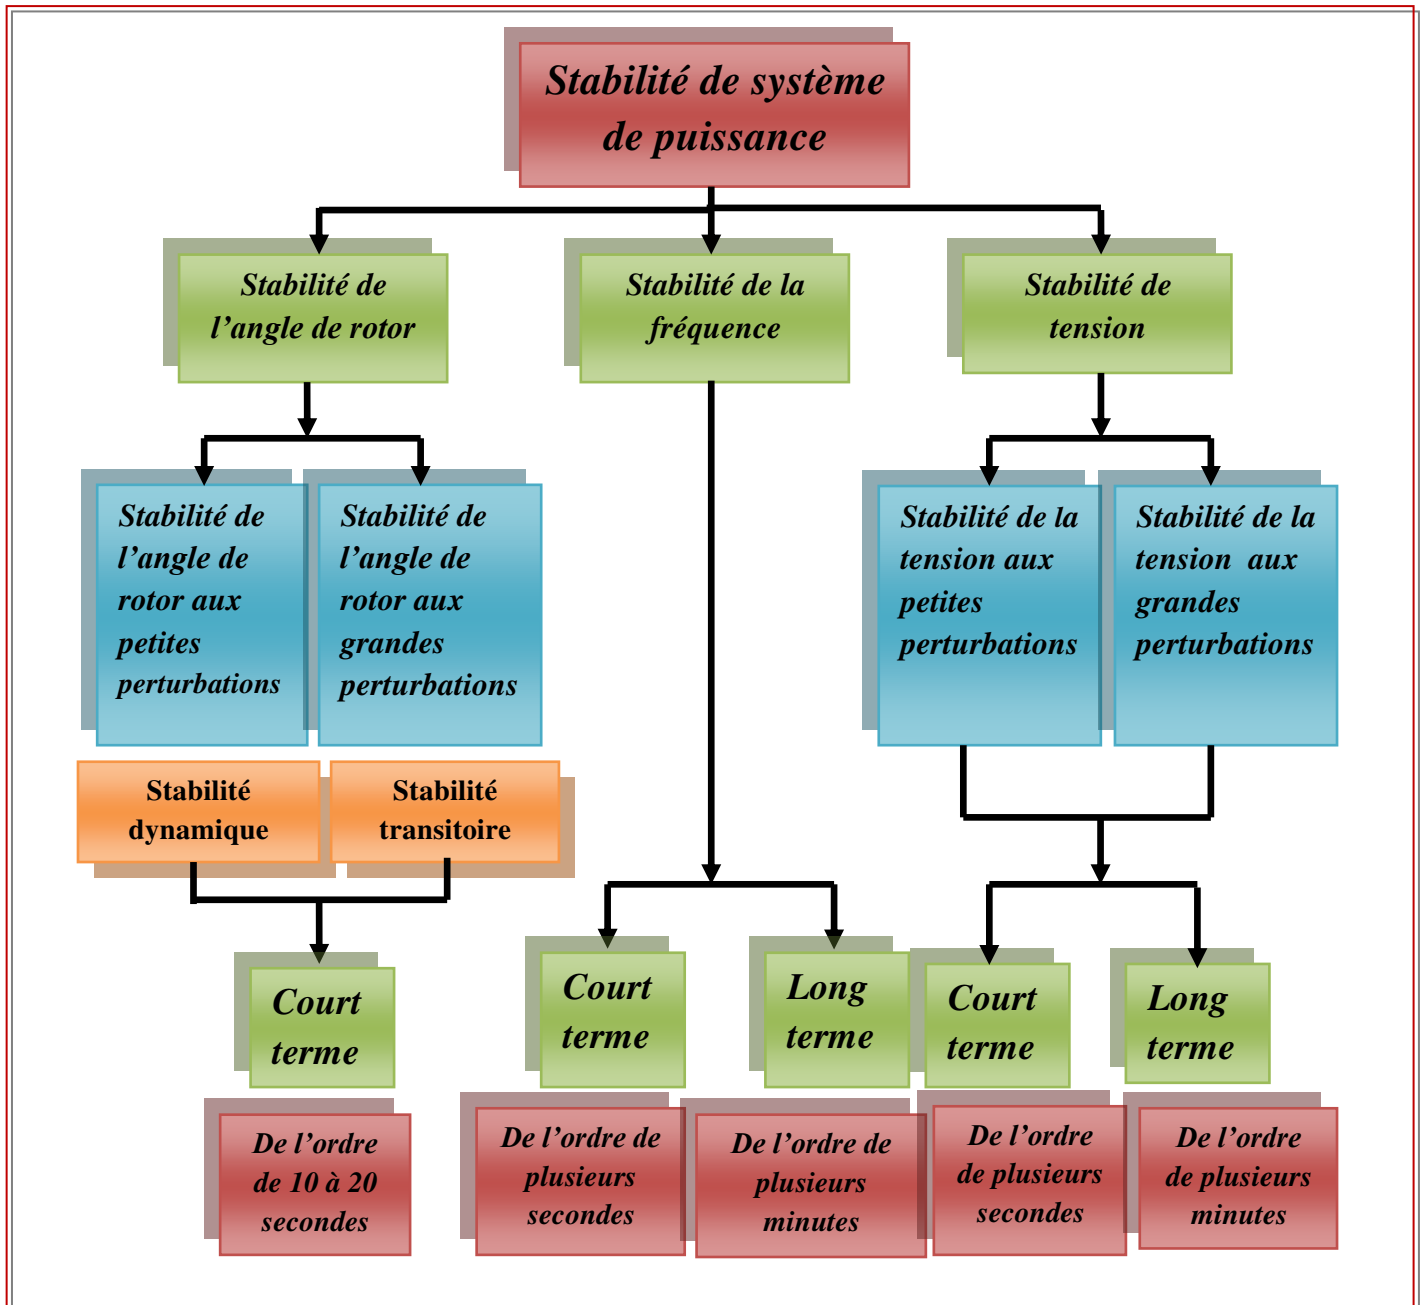 Stabilité de système
de puissance
Stabilité de
l’angle de rotor
Stabilité de la
fréquence
Stabilité de
tension
Stabilité de
l’angle de
rotor aux
petites
perturbations
Stabilité de
l’angle de
rotor aux
grandes
perturbations
Stabilité de la
tension aux
petites
perturbations
Stabilité de la
tension  aux
grandes
perturbations
Stabilité
dynamique
Stabilité
transitoire
Court
terme
Court
terme
Long
terme
Court
terme
Long
terme
De l’ordre
de 10 à 20
secondes
De l’ordre de
plusieurs
secondes
De l’ordre de
plusieurs
minutes
De l’ordre
de plusieurs
secondes
De l’ordre
de plusieurs
minutes